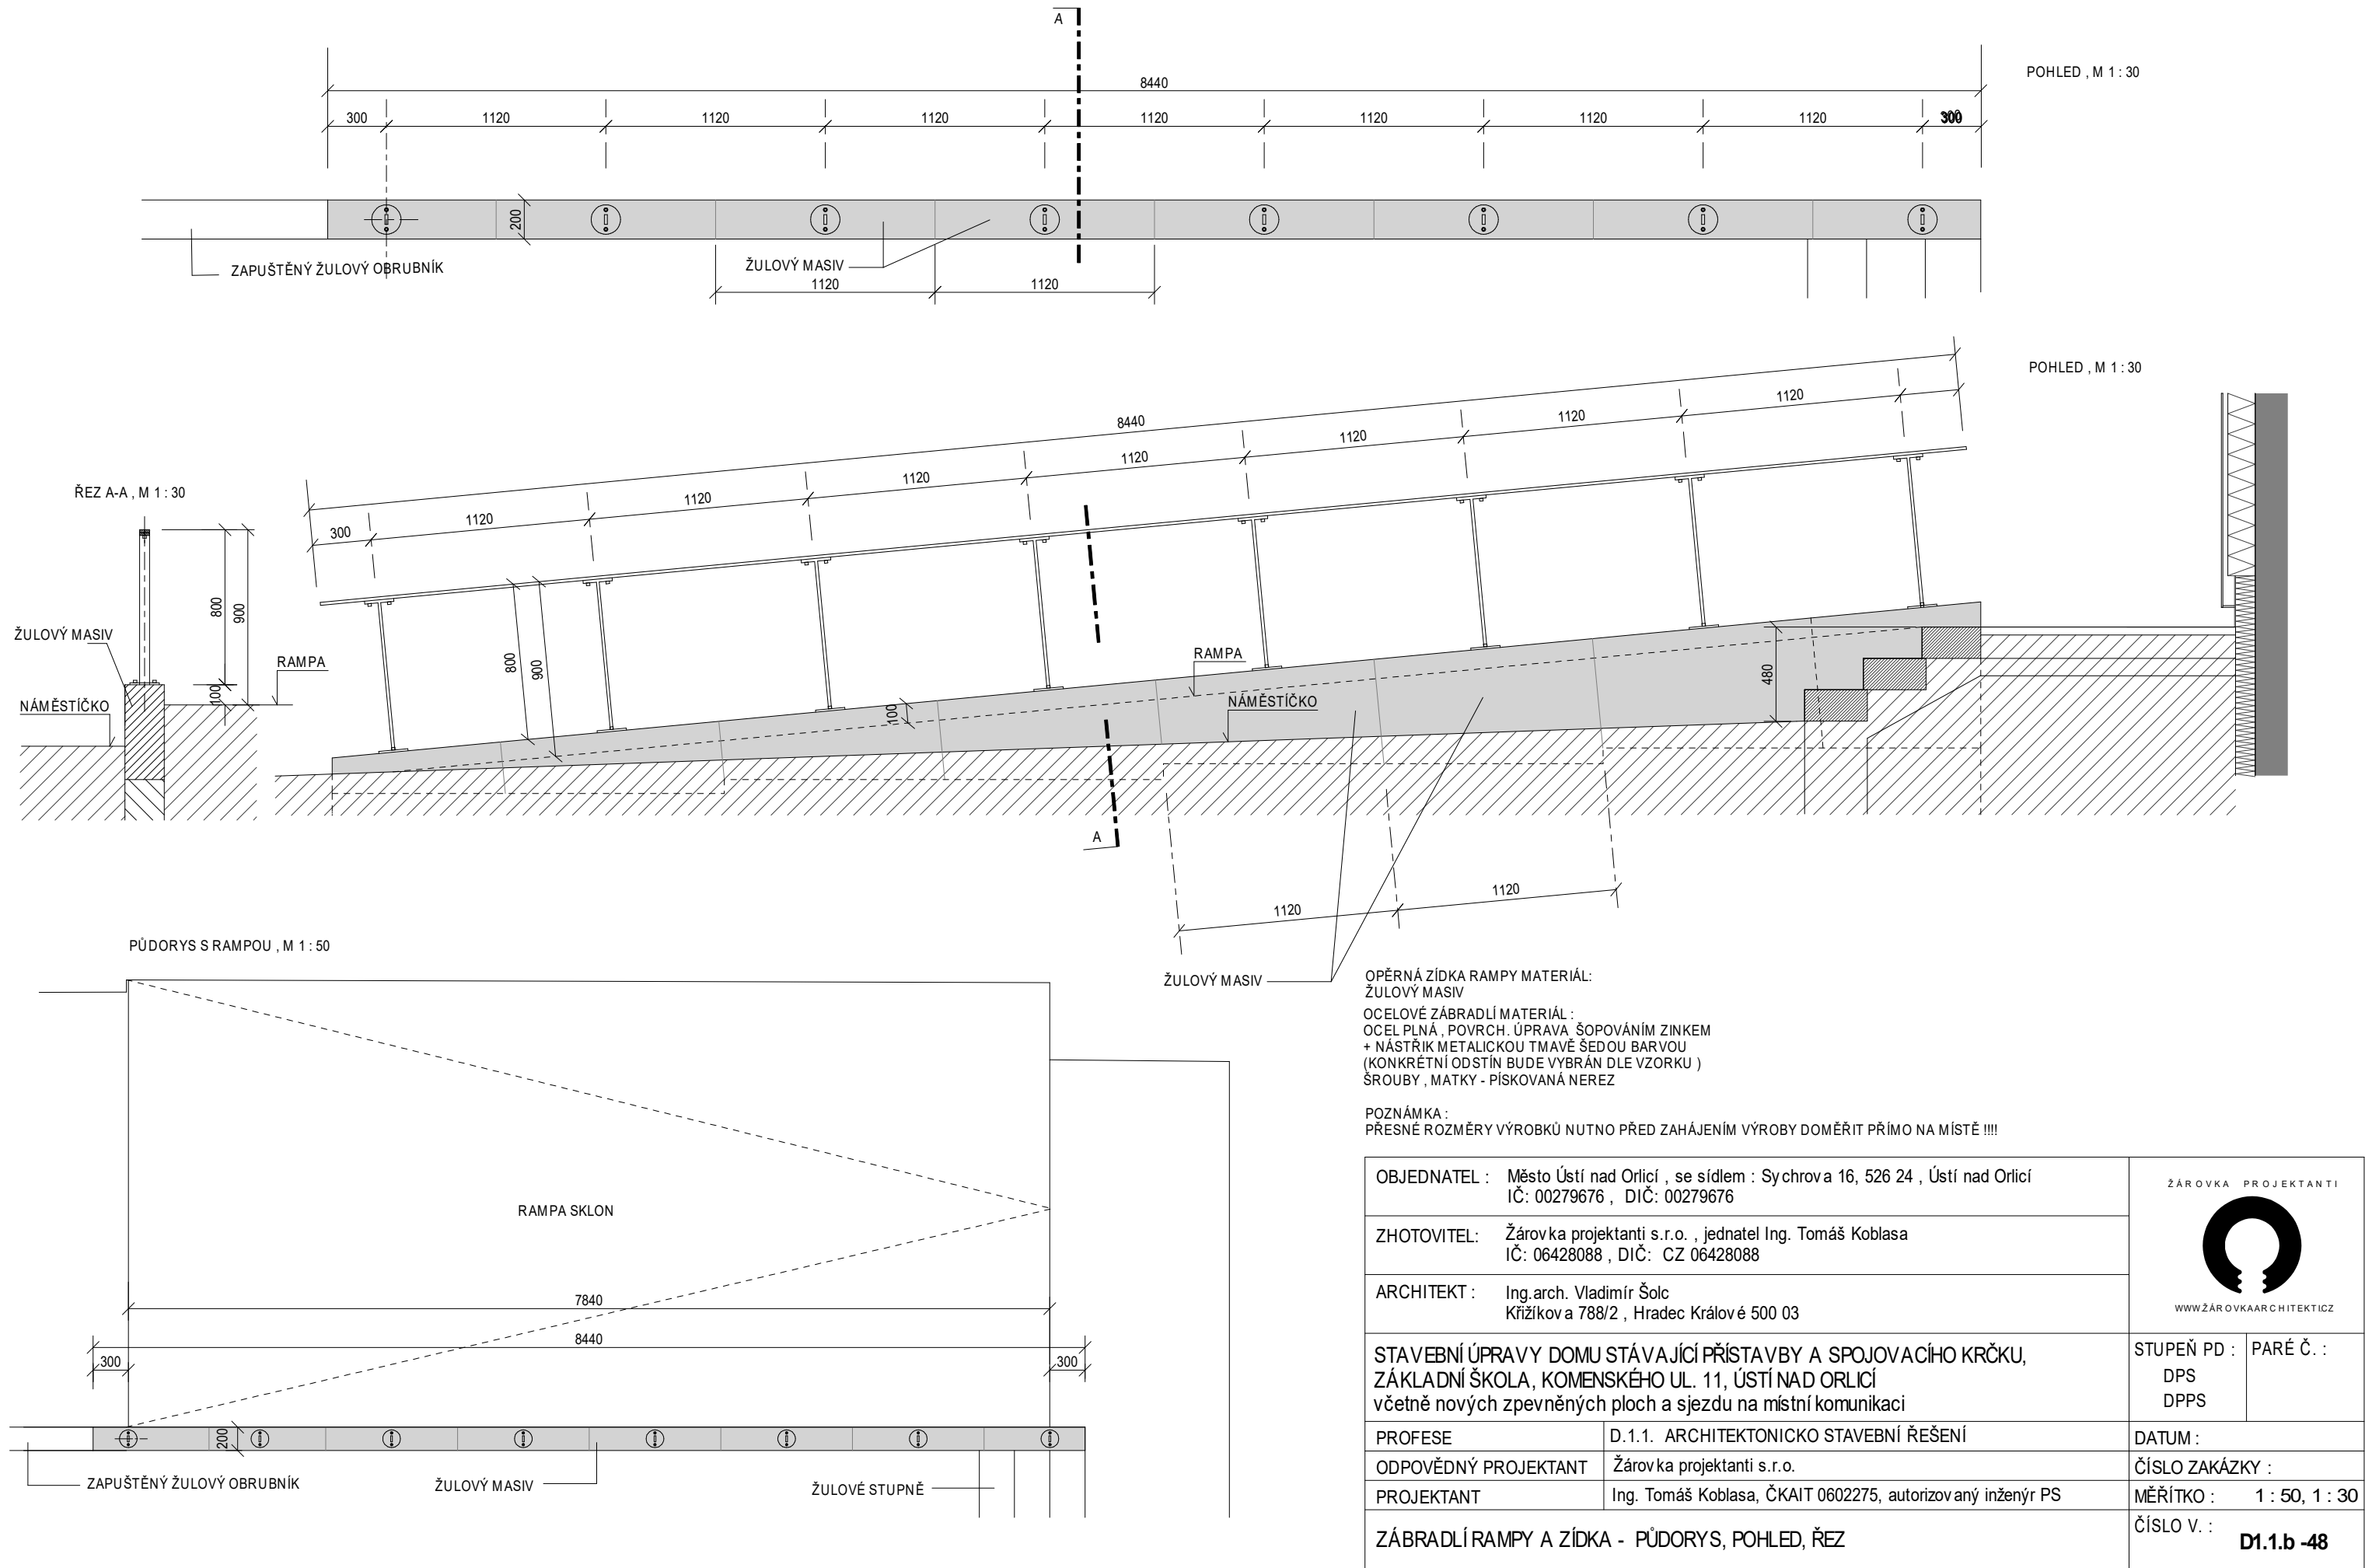 A
POHLED , M 1 : 30
8440
300 1120 1120 1120 1120 1120 1120 1120 300
200
ZAPUŠTĚNÝ ŽULOVÝ OBRUBNÍK
ŽULOVÝ MASIV
1120 1120
POHLED , M 1 : 30
8440
300 1120 1120 1120 1120 1120 1120 1120
ŘEZ A-A , M 1 : 30
800
900
100
ŽULOVÝ MASIV
RAMPA
NÁMĚSTÍČKO
800
900
100
RAMPA
NÁMĚSTÍČKO
480
A
1120 1120
ŽULOVÝ MASIV
PŮDORYS S RAMPOU , M 1 : 50
RAMPA SKLON
7840
8440
300 300
200
ZAPUŠTĚNÝ ŽULOVÝ OBRUBNÍK
ŽULOVÝ MASIV
ŽULOVÉ STUPNĚ
OPĚRNÁ ZÍDKA RAMPY MATERIÁL:
ŽULOVÝ MASIV
OCELOVÉ ZÁBRADLÍ MATERIÁL :
OCEL PLNÁ , POVRCH. ÚPRAVA ŠOPOVÁNÍM ZINKEM
+ NÁSTŘIK METALICKOU TMAVĚ ŠEDOU BARVOU
(KONKRÉTNÍ ODSTÍN BUDE VYBRÁN DLE VZORKU )
ŠROUBY , MATKY - PÍSKOVANÁ NEREZ
POZNÁMKA :
PŘESNÉ ROZMĚRY VÝROBKŮ NUTNO PŘED ZAHÁJENÍM VÝROBY DOMĚŘIT PŘÍMO NA MÍSTĚ !!!!
OBJEDNATEL : Město Ústí nad Orlicí , se sídlem : Sychrova 16, 526 24 , Ústí nad Orlicí
IČ: 00279676 , DIČ: 00279676
ZHOTOVITEL: Žárovka projektanti s.r.o. , jednatel Ing. Tomáš Koblasa
IČ: 06428088 , DIČ: CZ 06428088
ARCHITEKT : Ing.arch. Vladimír Šolc
Křižíkova 788/2 , Hradec Králové 500 03
ŽÁROVKA PROJEKTANTI
WWW.ŽÁROVKAARCHITEKTI.CZ
STAVEBNÍ ÚPRAVY DOMU STÁVAJÍCÍ PŘÍSTAVBY A SPOJOVACÍHO KRČKU,
ZÁKLADNÍ ŠKOLA, KOMENSKÉHO UL. 11, ÚSTÍ NAD ORLICÍ
včetně nových zpevněných ploch a sjezdu na místní komunikaci
STUPEŇ PD : PARÉ Č. :
DPS
DPPS
PROFESE D.1.1. ARCHITEKTONICKO STAVEBNÍ ŘEŠENÍ
DATUM :
ODPOVĚDNÝ PROJEKTANT Žárovka projektanti s.r.o.
ČÍSLO ZAKÁZKY :
PROJEKTANT Ing. Tomáš Koblasa, ČKAIT 0602275, autorizovaný inženýr PS
MĚŘÍTKO : 1 : 50, 1 : 30
ZÁBRADLÍ RAMPY A ZÍDKA - PŮDORYS, POHLED, ŘEZ
ČÍSLO V. : D1.1.b -48